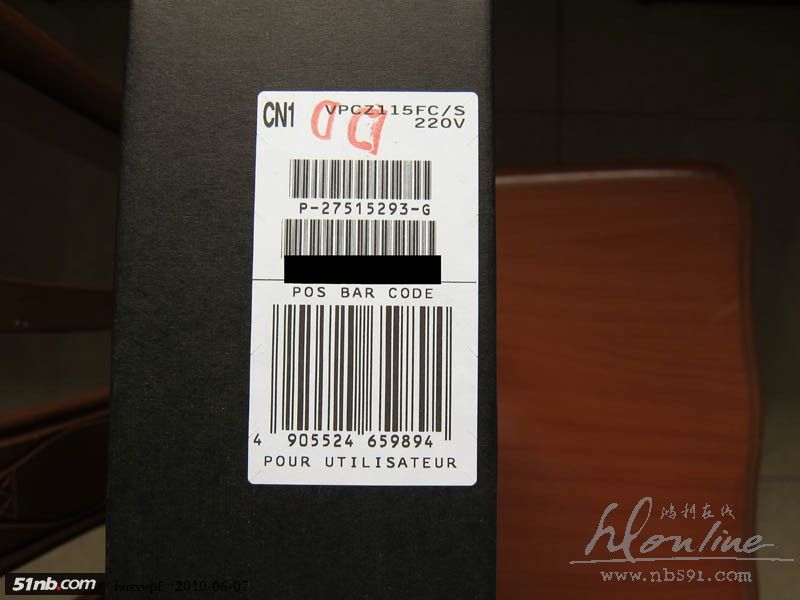 CN1 VPCZ115FC/S
220V
P-27515293-G
POS BAR CODE
4 905524 659894
POUR UTILISATEUR
鸿利在线
hlonline
www.nb591.com
51nb.com hnsxwpf 2010-06-07